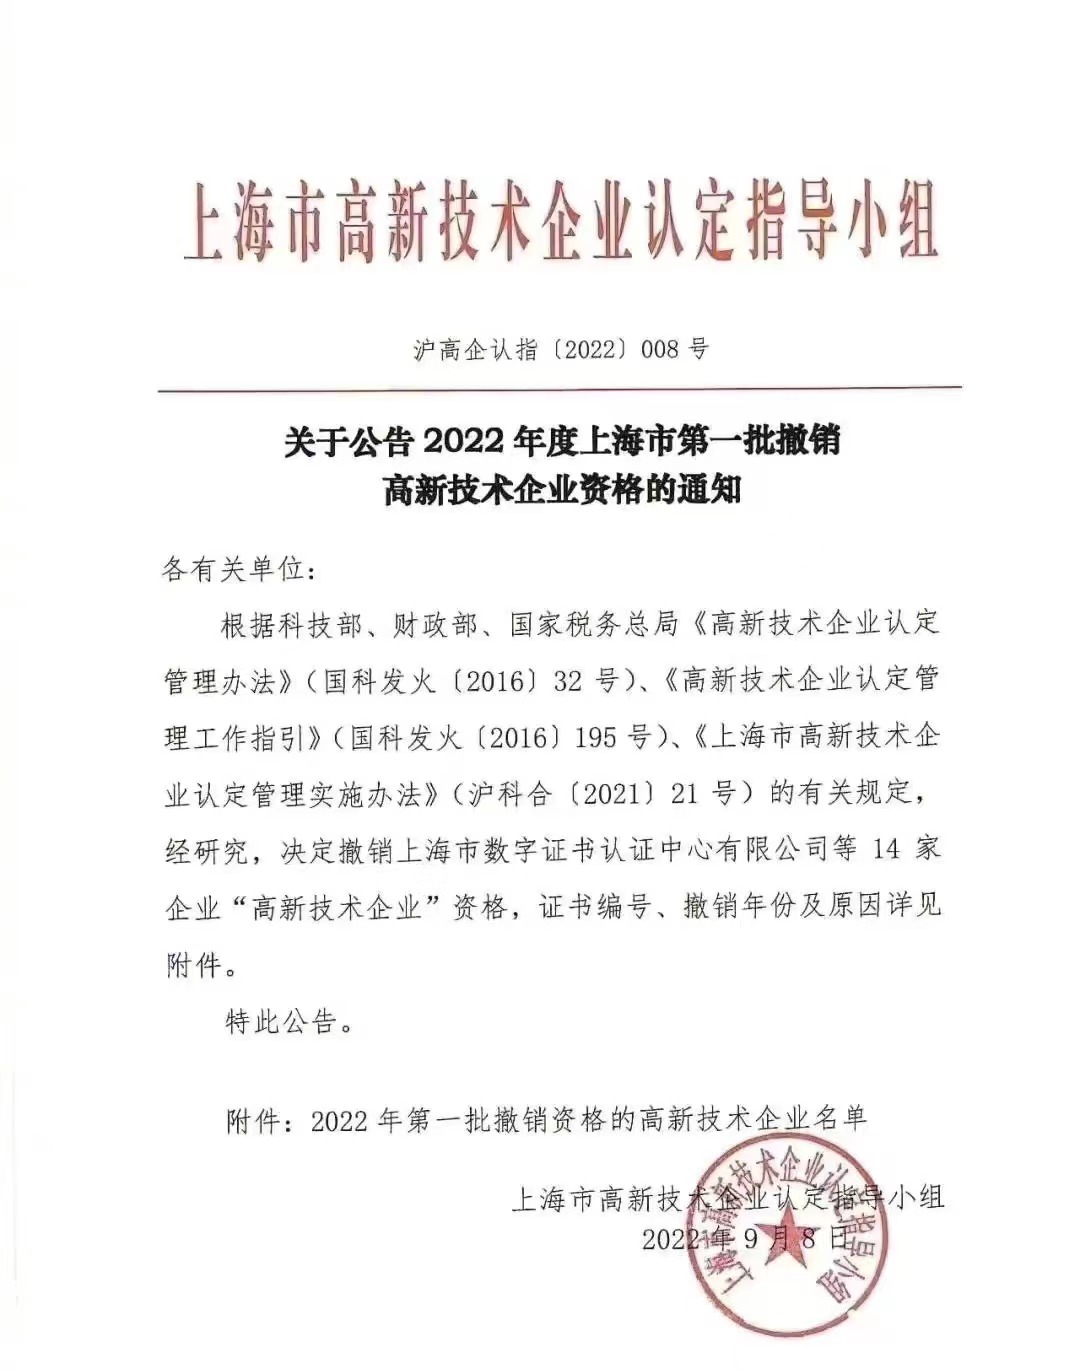 上海市高新技术企业认定指导小组
沪高企认指〔2022〕008 号
关于公告 2022 年度上海市第一批撤销
高新技术企业资格的通知
各有关单位：
根据科技部、财政部、国家税务总局《高新技术企业认定
管理办法》（国科发火〔2016〕32 号）、《高新技术企业认定管
理工作指引》（国科发火〔2016〕195 号）、《上海市高新技术企
业认定管理实施办法》（沪科合〔2021〕21 号）的有关规定，
经研究，决定撤销上海市数字证书认证中心有限公司等 14 家
企业“高新技术企业”资格，证书编号、撤销年份及原因详见
附件。
特此公告。
附件：2022 年第一批撤销资格的高新技术企业名单
上海市高新技术企业认定指导小组
2022 年 9 月 8 日
上海市高新技术企业认定指导小组